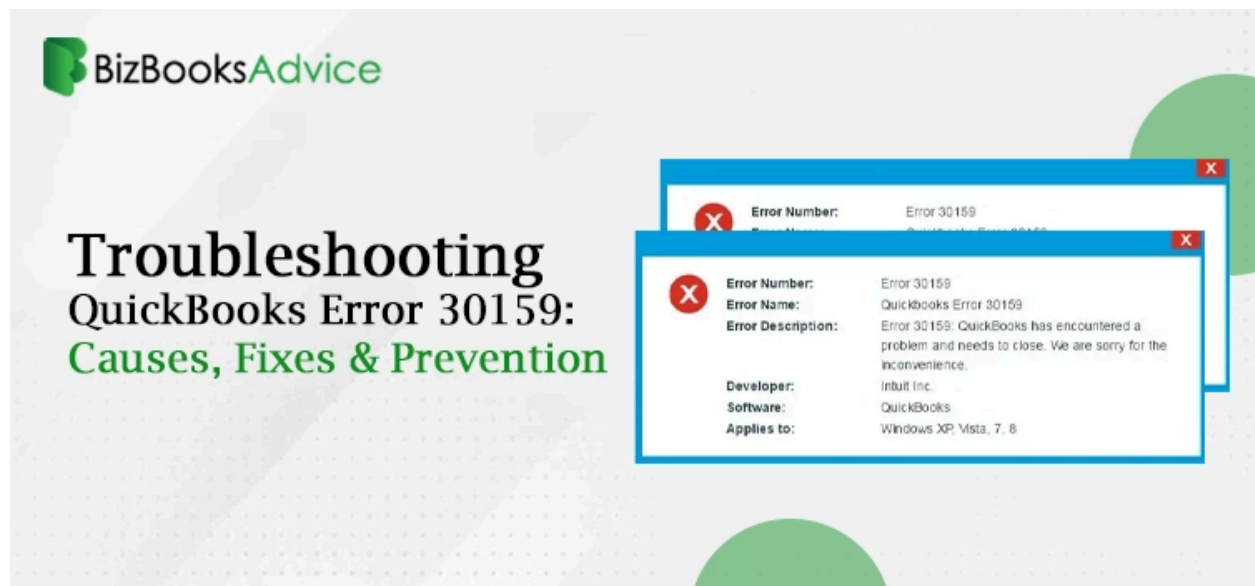 BizBooksAdvice
Troubleshooting
QuickBooks Error 30159:
Causes, Fixes & Prevention
X
Error Number: Error 30159
X
X
Error Number: Error 30159
Error Name: Quickbooks Error 30159
Error Description: Error 30159: QuickBooks has encountered a
problem and needs to close. We are sorry for the
inconvenience.
Developer: Intuit Inc.
Software: QuickBooks
Applies to: Windows XP, Vista, 7, 8